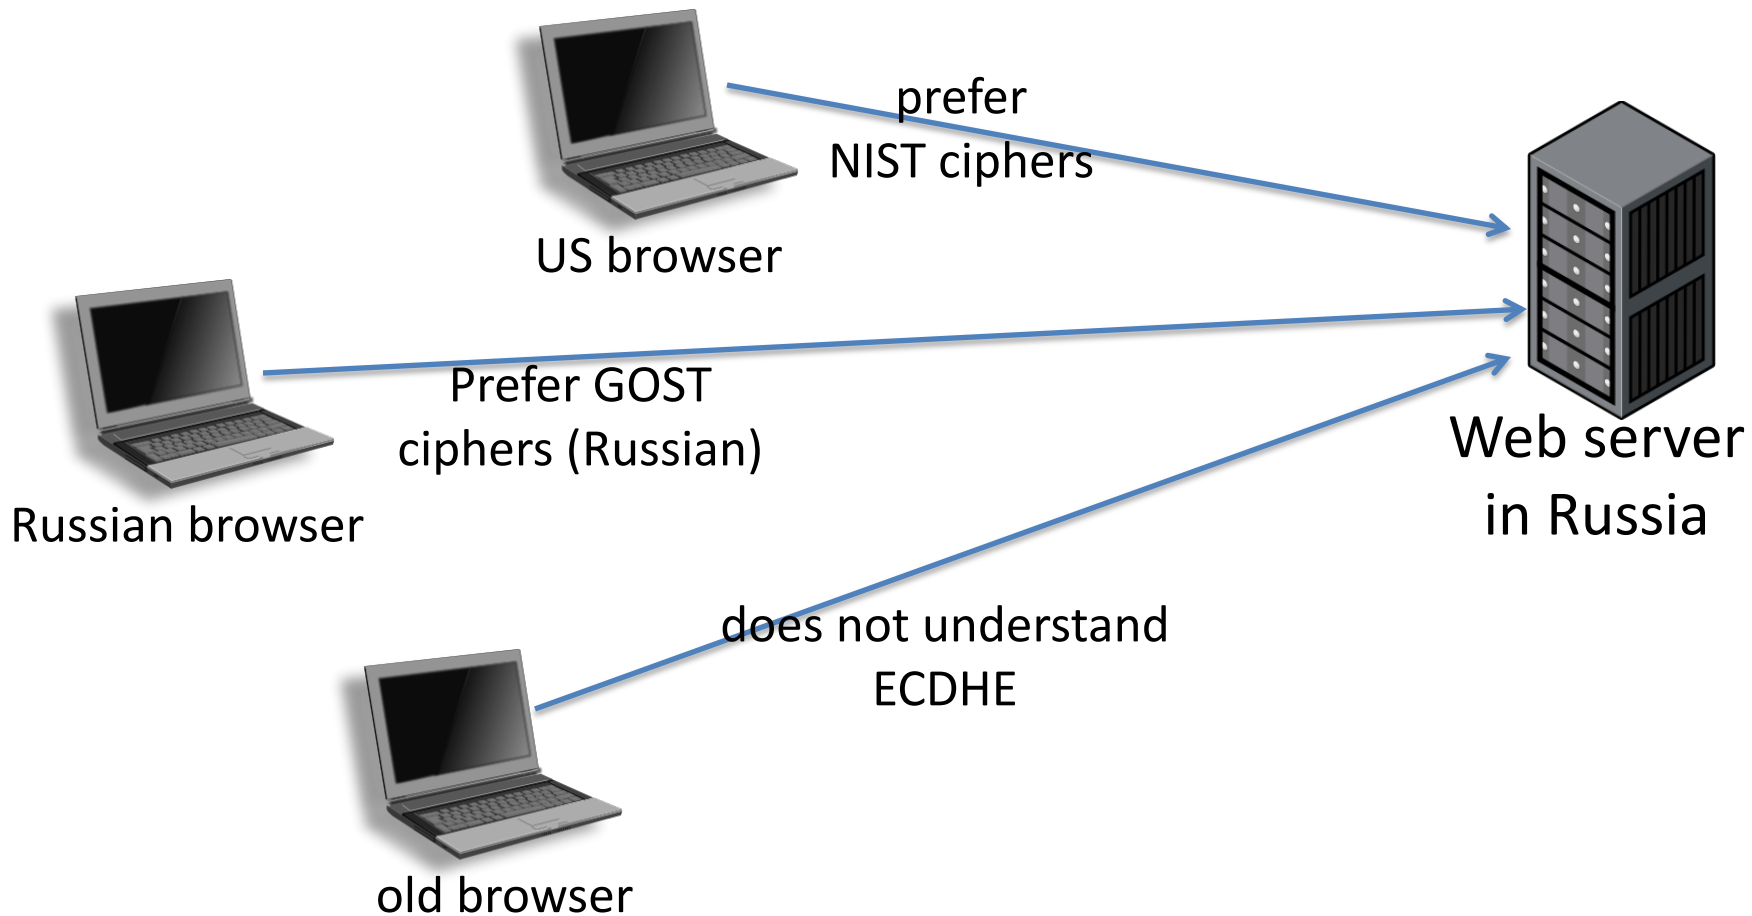 prefer
NIST ciphers
US browser
Prefer GOST
ciphers (Russian)
Russian browser
Web server
in Russia
does not understand
ECDHE
old browser